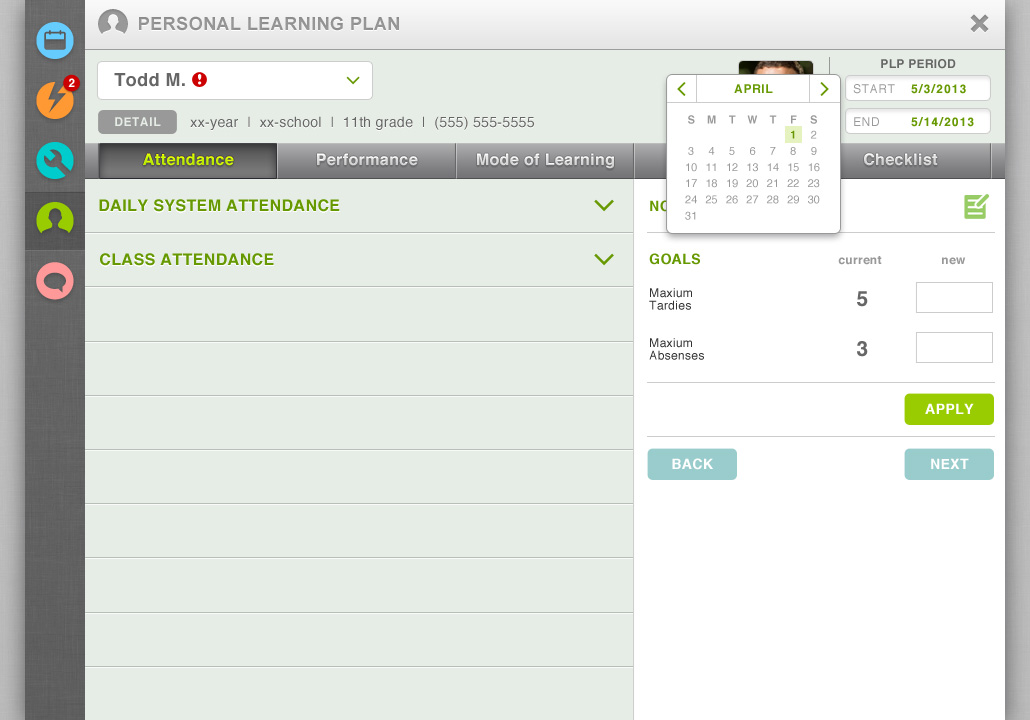 PERSONAL LEARNING PLAN
2
Todd M.
PLP PERIOD
START 5/3/2013
END 5/14/2013
DETAIL xx-year | xx-school | 11th grade | (555) 555-5555
APRIL
S M T W T F S
1 2
3 4 5 6 7 8 9
10 11 12 13 14 15 16
17 18 19 20 21 22 23
24 25 26 27 28 29 30
31
Attendance Performance Mode of Learning Checklist
DAILY SYSTEM ATTENDANCE
CLASS ATTENDANCE
GOALS current new
Maxium
Tardies
5
Maxium
Absenses
3
APPLY
BACK NEXT